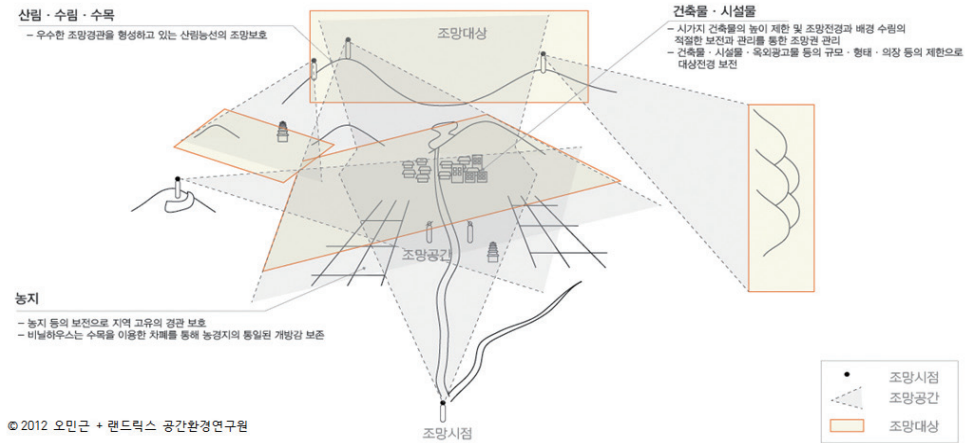 산림 · 수림 · 수목
– 우수한 조망경관을 형성하고 있는 산림능선의 조망보호
조망대상
건축물 · 시설물
– 시가지 건축물의 높이 제한 및 조망전경과 배경 수림의
적절한 보전과 관리를 통한 조망권 관리
– 건축물 · 시설물 · 옥외광고물 등의 규모 · 형태 · 의장 등의 제한으로
대상전경 보전
조망공간
농지
– 농지 등의 보전으로 지역 고유의 경관 보호
– 비닐하우스는 수목을 이용한 차폐를 통해 농경지의 통일된 개방감 보존
조망시점
조망시점
조망공간
조망대상
© 2012 오민근 + 랜드릭스 공간환경연구원